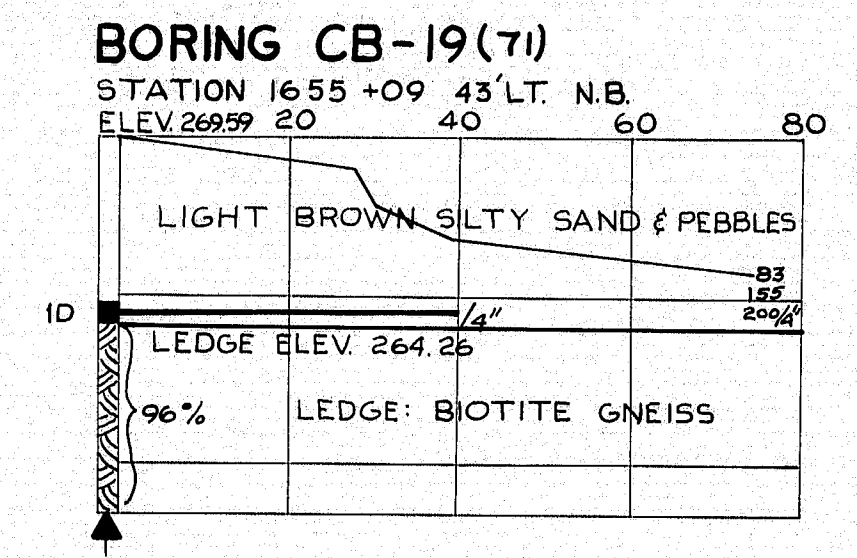 BORING CB-19(71)
STATION 1655 +09 43'LT. N.B.
ELEV. 269.59 20 40 60 80
LIGHT BROWN SILTY SAND & PEBBLES
83
155
1D /4" 200/4"
LEDGE ELEV. 264.26
96% LEDGE: BIOTITE GNEISS